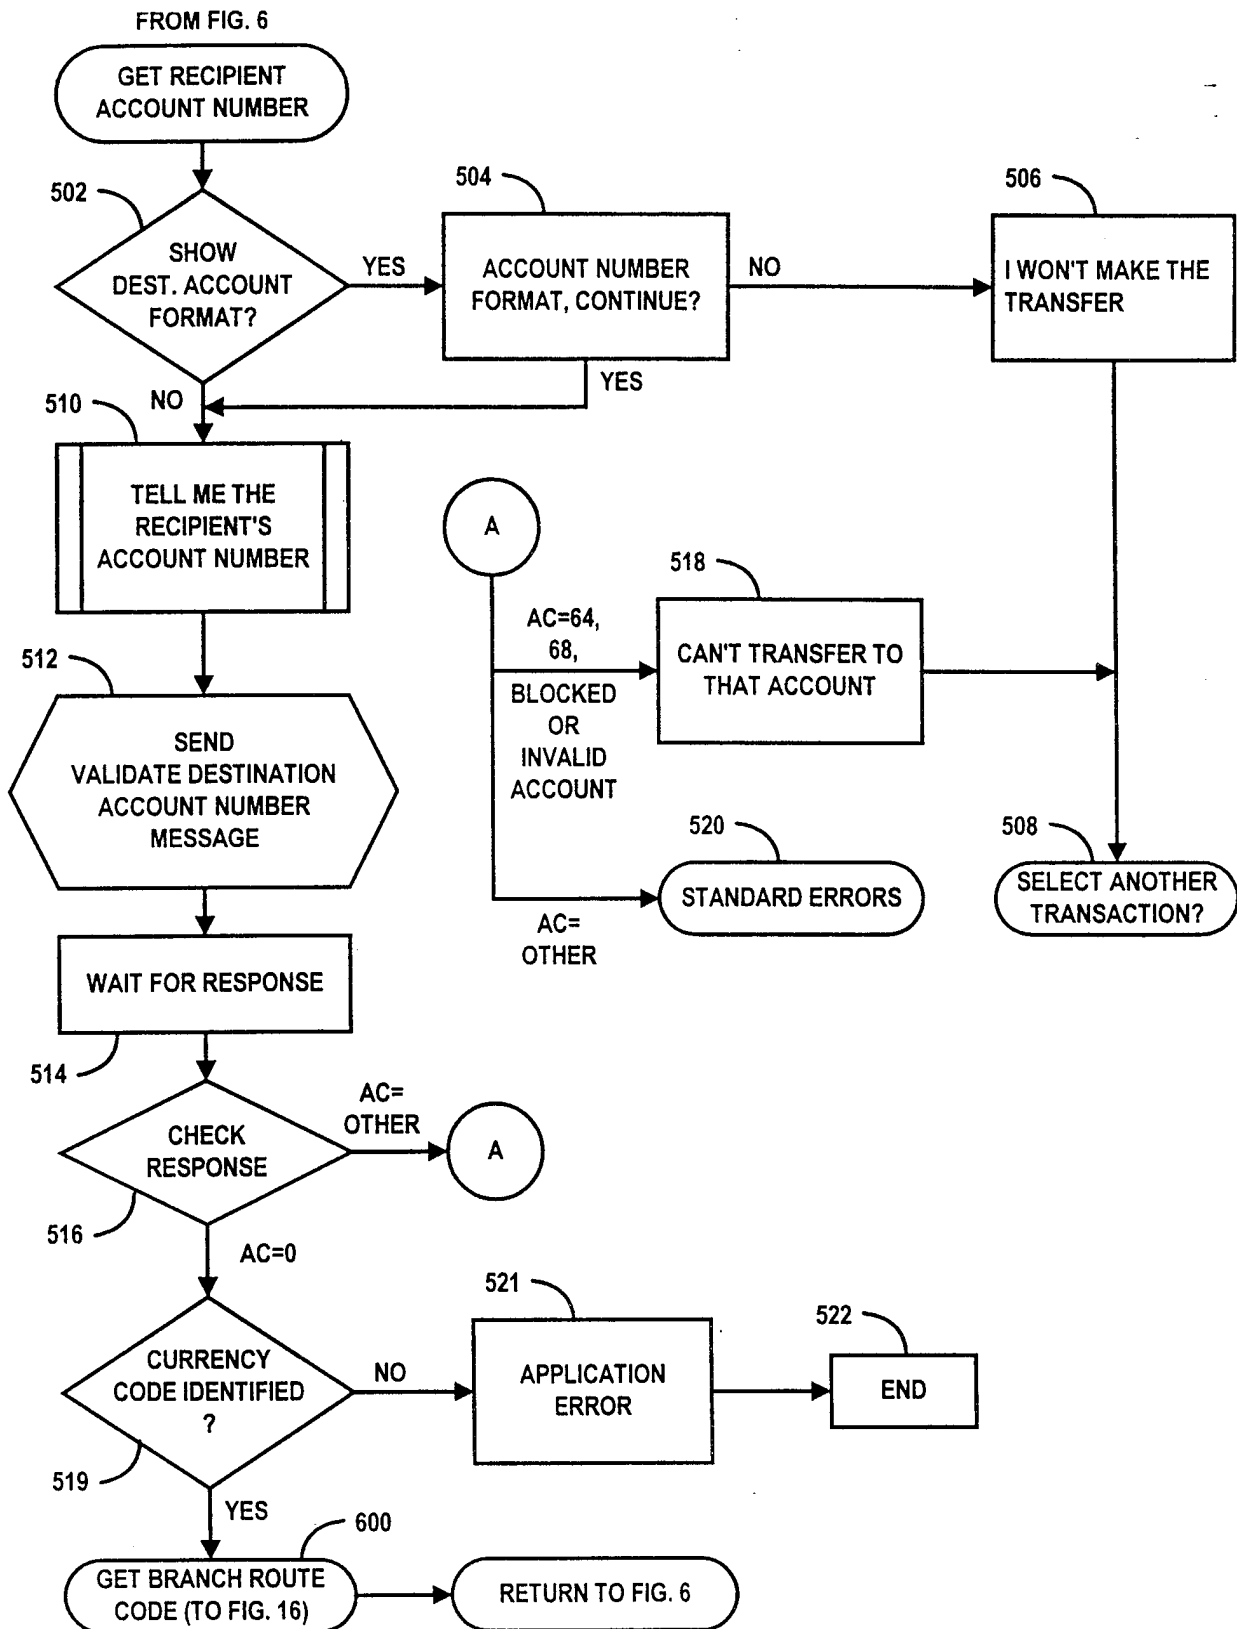 FROM FIG. 6
GET RECIPIENT
ACCOUNT NUMBER
502
SHOW
DEST. ACCOUNT
FORMAT?
YES
504
ACCOUNT NUMBER
FORMAT, CONTINUE?
NO
506
I WON'T MAKE THE
TRANSFER
YES
NO
510
TELL ME THE
RECIPIENT'S
ACCOUNT NUMBER
A
AC=64,
68,
BLOCKED
OR
INVALID
ACCOUNT
518
CAN'T TRANSFER TO
THAT ACCOUNT
512
SEND
VALIDATE DESTINATION
ACCOUNT NUMBER
MESSAGE
520
STANDARD ERRORS
AC=
OTHER
508
SELECT ANOTHER
TRANSACTION?
WAIT FOR RESPONSE
514
CHECK
RESPONSE
516
AC=
OTHER
A
AC=0
CURRENCY
CODE IDENTIFIED
?
519
NO
521
APPLICATION
ERROR
522
END
YES
600
GET BRANCH ROUTE
CODE (TO FIG. 16)
RETURN TO FIG. 6